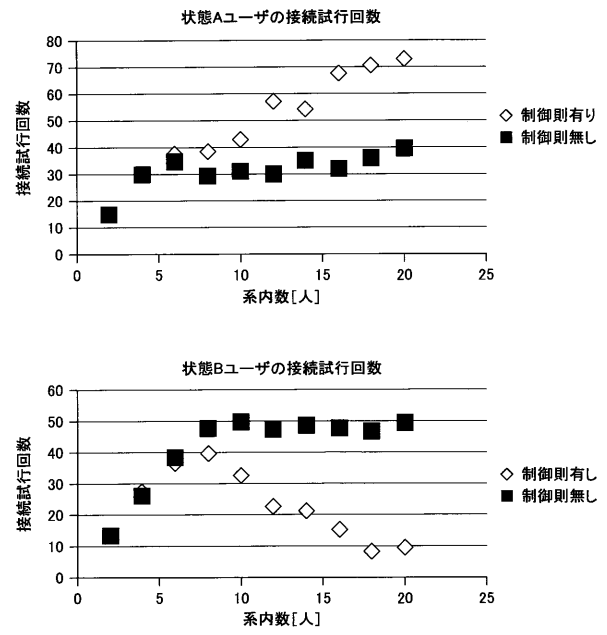 状態Aユーザの接続試行回数
80
70
60
50
40
30
20
10
0
接続試行回数
0 5 10 15 20 25
系内数[人]
◇ 制御則有り
■ 制御則無し
状態Bユーザの接続試行回数
60
50
40
30
20
10
0
接続試行回数
0 5 10 15 20 25
系内数[人]
◇ 制御則有し
■ 制御則無し